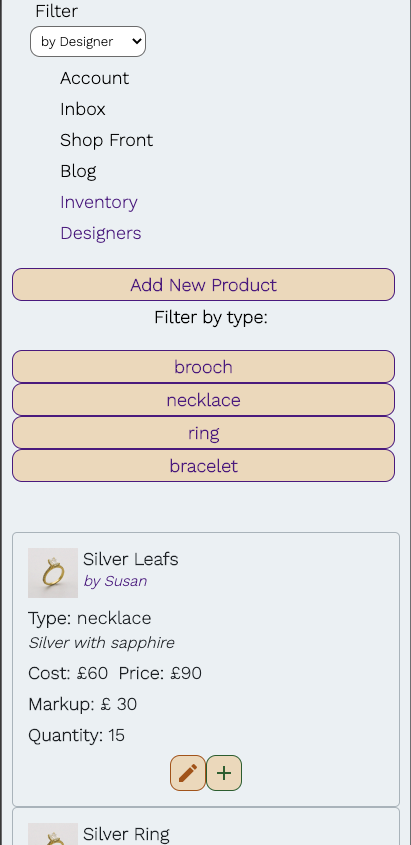 Filter
by Designer
Account
Inbox
Shop Front
Blog
Inventory
Designers
Add New Product
Filter by type:
brooch
necklace
ring
bracelet
Silver Leafs
by Susan
Type: necklace
Silver with sapphire
Cost: £60 Price: £90
Markup: £ 30
Quantity: 15
Silver Ring